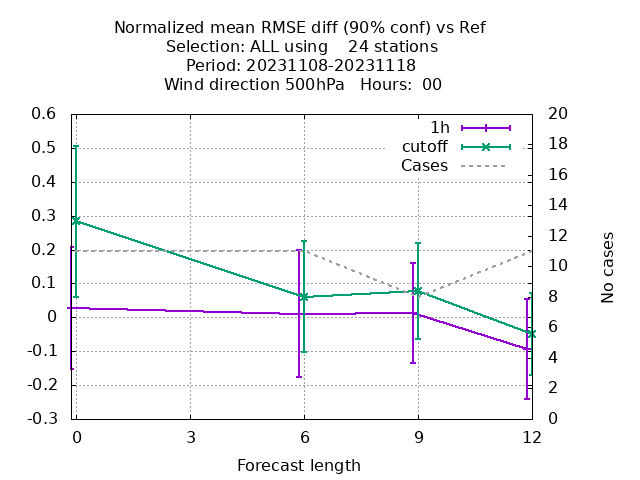 Normalized mean RMSE diff (90% conf) vs Ref
Selection: ALL using    24 stations
Period: 20231108-20231118
Wind direction 500hPa   Hours:  00
0.6
0.5
0.4
0.3
0.2
0.1
0
-0.1
-0.2
-0.3
20
18
16
14
12
10
8
6
4
2
0
1h
cutoff
Cases
No cases
0 3 6 9 12
Forecast length